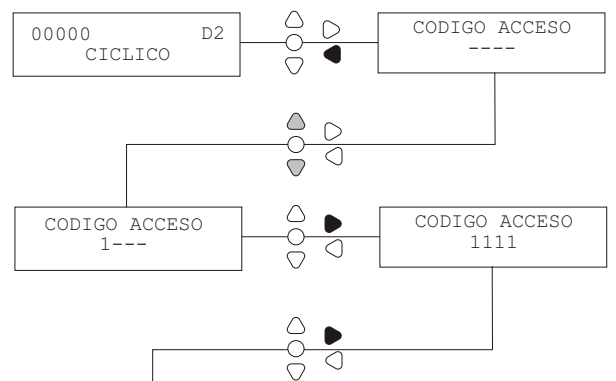 00000 D2
CICLICO
CODIGO ACCESO
----
CODIGO ACCESO
1---
CODIGO ACCESO
1111